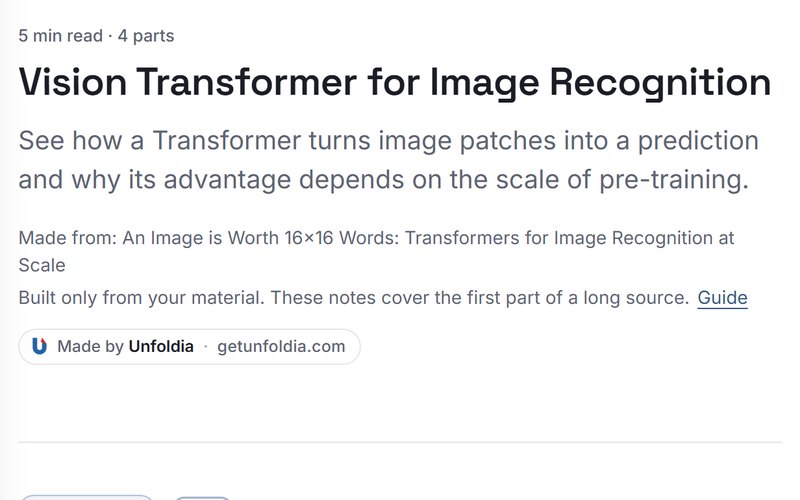 5 min read · 4 parts
Vision Transformer for Image Recognition
See how a Transformer turns image patches into a prediction
and why its advantage depends on the scale of pre-training.
Made from: An Image is Worth 16×16 Words: Transformers for Image Recognition at
Scale
Built only from your material. These notes cover the first part of a long source. Guide
Made by Unfoldia · getunfoldia.com